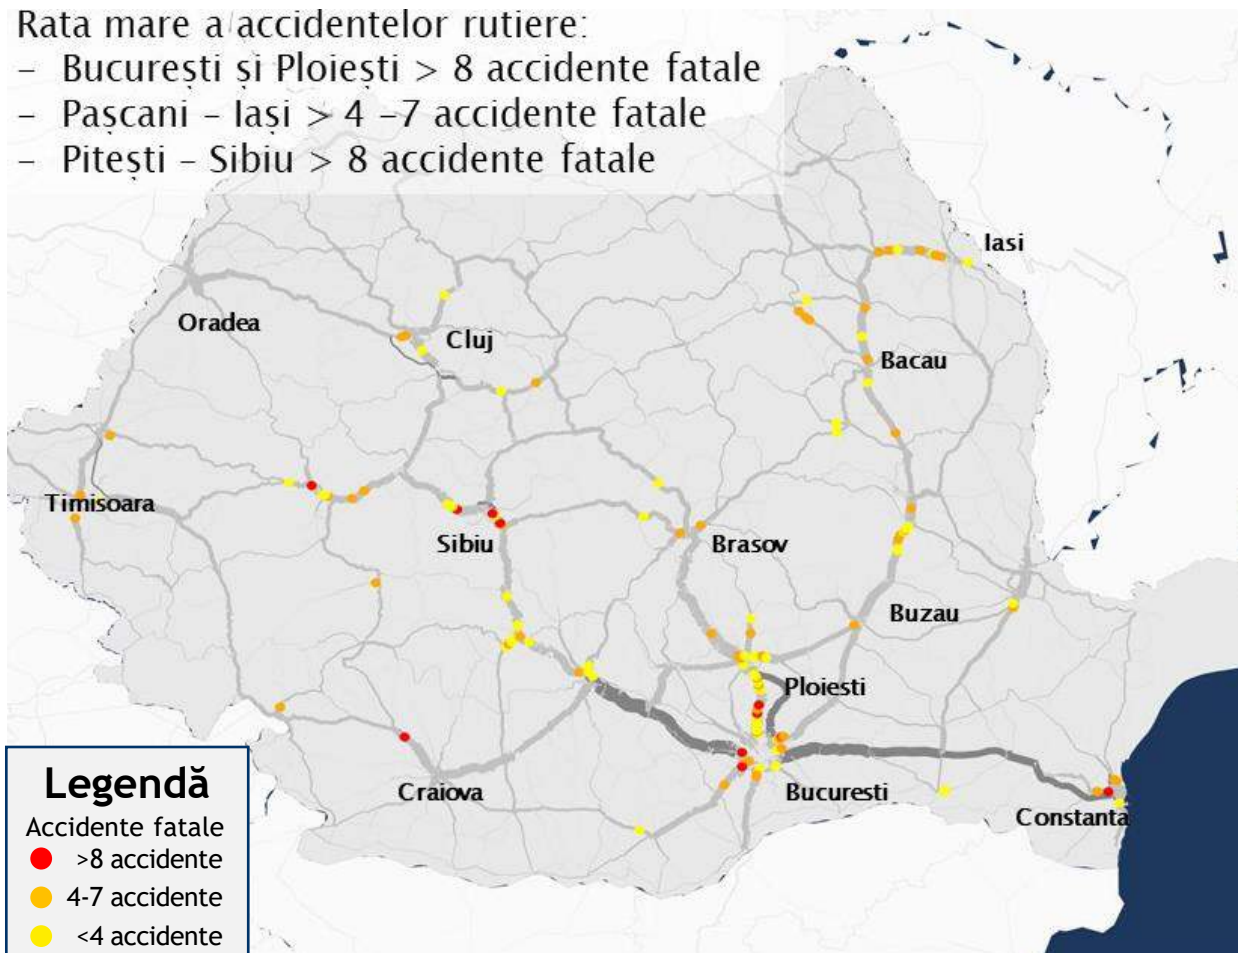 Rata mare a accidentelor rutiere:
– București și Ploiești > 8 accidente fatale
– Pașcani – Iași > 4 –7 accidente fatale
– Pitești – Sibiu > 8 accidente fatale
Iasi
Oradea
Cluj
Bacau
Timisoara
Sibiu
Brasov
Buzau
Ploiesti
Craiova
Bucuresti
Constanta
Legendă
Accidente fatale
>8 accidente
4-7 accidente
<4 accidente